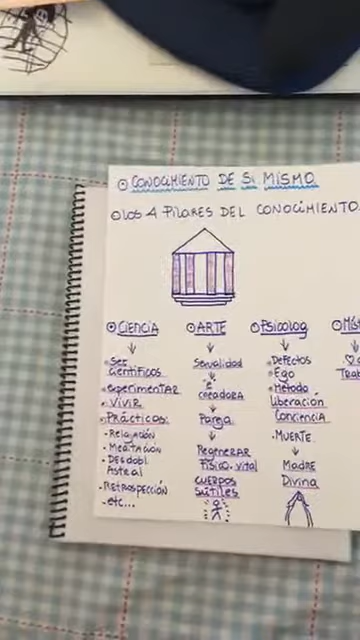 CONOCIMIENTO DE SI MISMO
LOS 4 PILARES DEL CONOCIMIENTO
CIENCIA
Ser
científicos
experimentar
VIVIR
Prácticas:
- Relajación
- Meditación
- Desdobl.
Astral
- RETROSPECCIÓN
- etc...
ARTE
Sexualidad
creadora
Pareja
Regenerar
Físico.vital
CUERPOS
Sutiles
Psicolog
Defectos
Ego
Método
liberación
Conciencia
. MUERTE
Madre
Divina
Trab